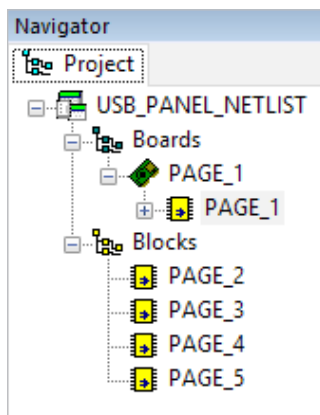 Navigator
Project
USB_PANEL_NETLIST
Boards
PAGE_1
PAGE_1
Blocks
PAGE_2
PAGE_3
PAGE_4
PAGE_5